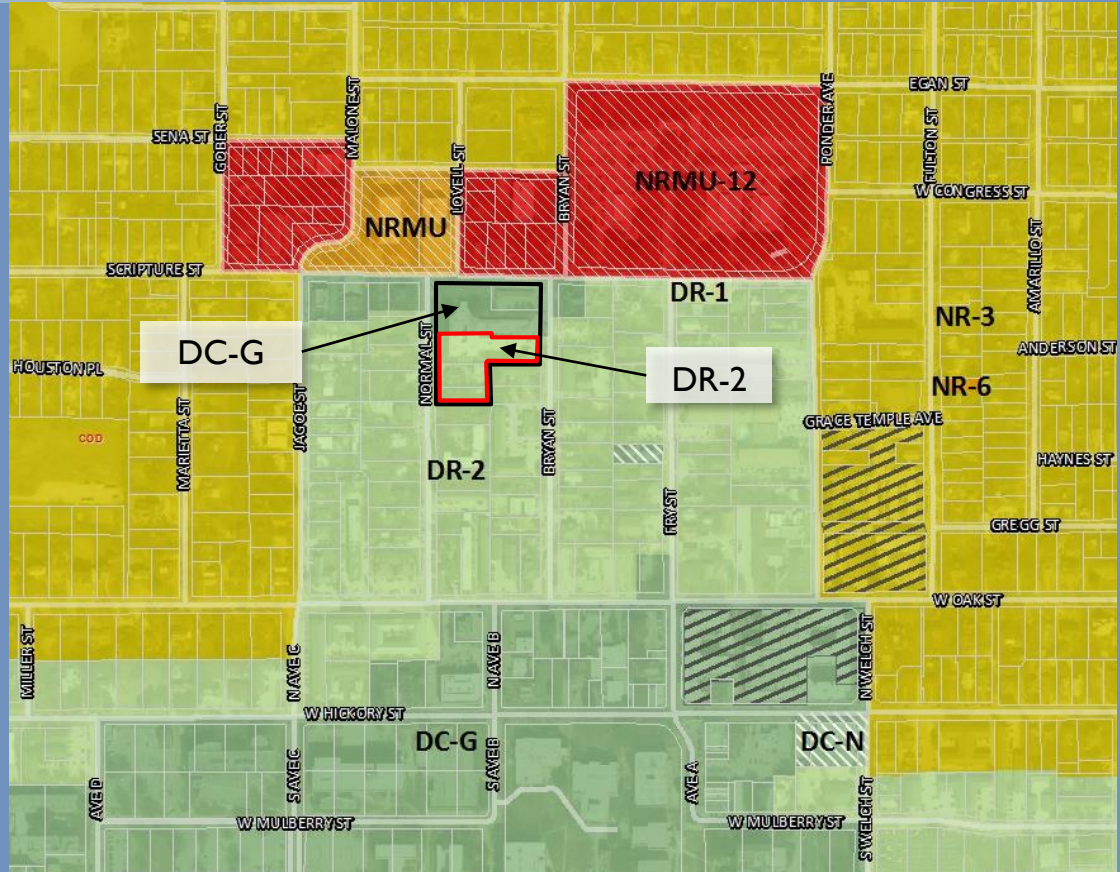 EGAN ST
SENA ST
GOBER ST
MALONE ST
LOVELL ST
BRYAN ST
PONDER AVE
FULTON ST
NRMU-12
W CONGRESS ST
NRMU
AMARILLO ST
SCRIPTURE ST
DR-1
NR-3
DC-G
NORMAL ST
ANDERSON ST
HOUSTON PL
DR-2
NR-6
MARIETTA ST
JAGOE ST
BRYAN ST
GRACE TEMPLE AVE
COD
HAYNES ST
DR-2
FRY ST
GREGG ST
W OAK ST
MILLER ST
N AVE C
N AVE B
N WELCH ST
W HICKORY ST
DC-G
DC-N
AVE D
S AVE C
S AVE B
AVE A
S WELCH ST
W MULBERRY ST
W MULBERRY ST